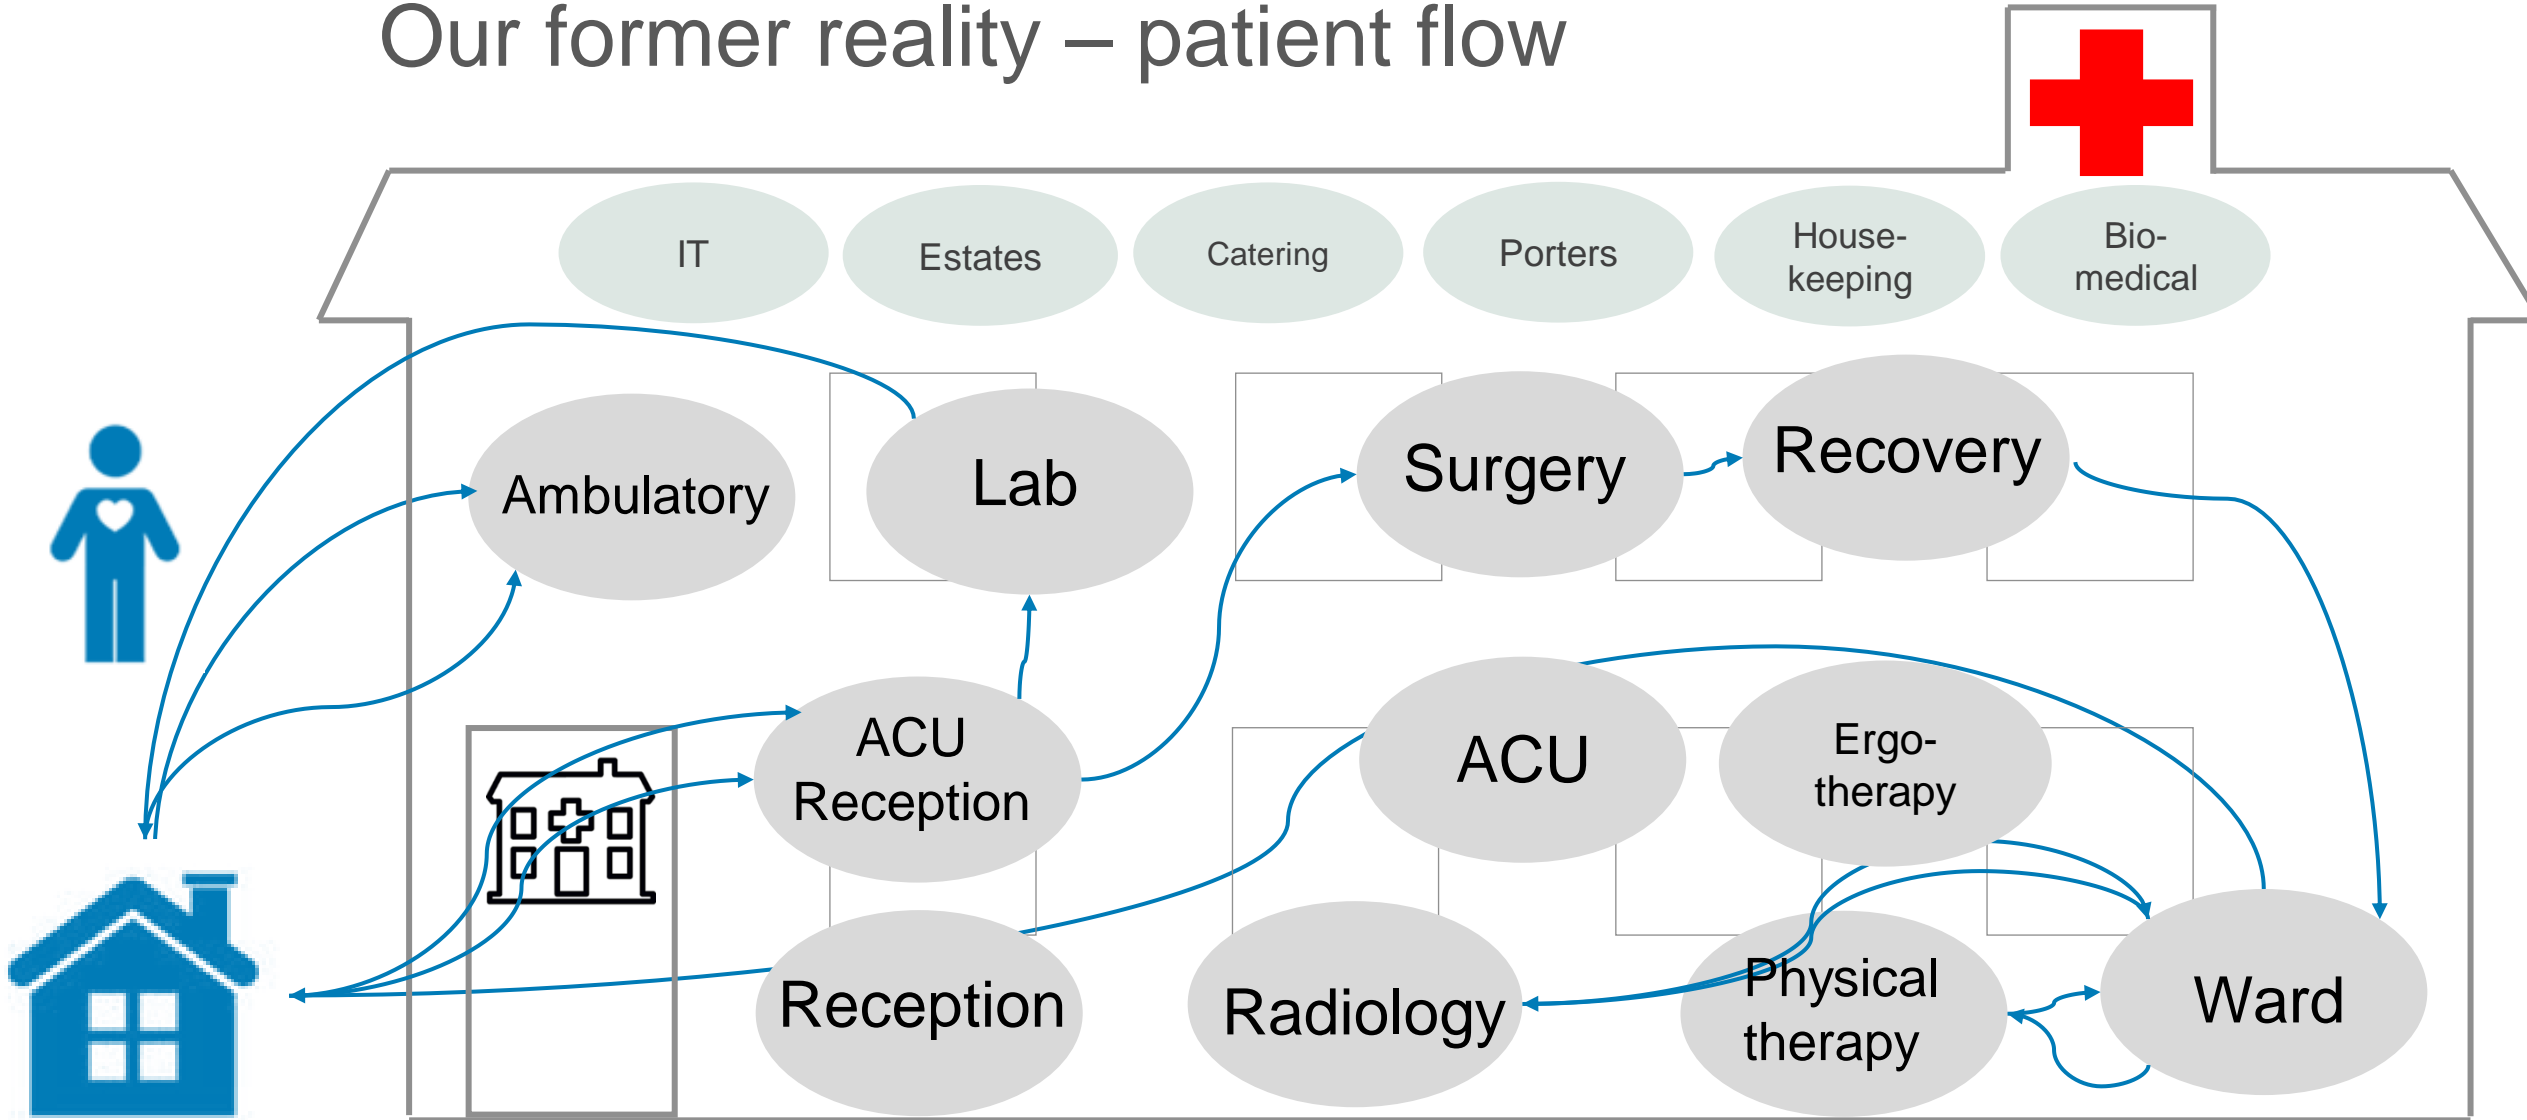 Our former reality – patient flow
IT
Estates
Catering
Porters
House-
keeping
Bio-
medical
Ambulatory
Lab
Surgery
Recovery
ACU
Reception
ACU
Ergo-
therapy
Reception
Radiology
Physical
therapy
Ward